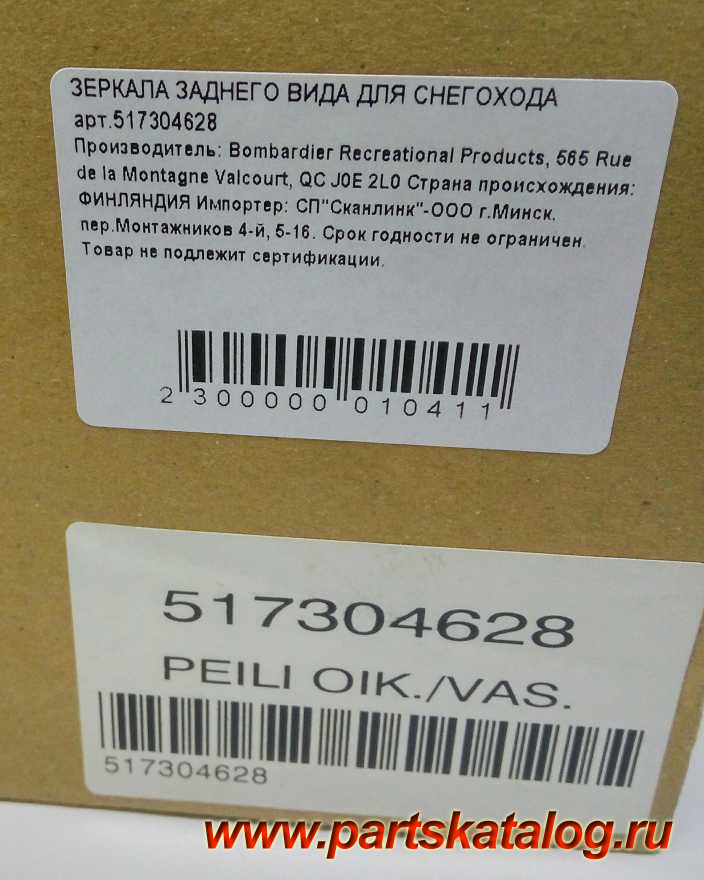 ЗЕРКАЛА ЗАДНЕГО ВИДА ДЛЯ СНЕГОХОДА
арт.517304628
Производитель: Bombardier Recreational Products, 565 Rue
de la Montagne Valcourt, QC J0E 2L0 Страна происхождения:
ФИНЛЯНДИЯ Импортер: СП"Сканлинк"-ООО г.Минск,
пер.Монтажников 4-й, 5-16. Срок годности не ограничен.
Товар не подлежит сертификации.
2 300000 010411
517304628
PEILI OIK./VAS.
517304628
www.partskatalog.ru